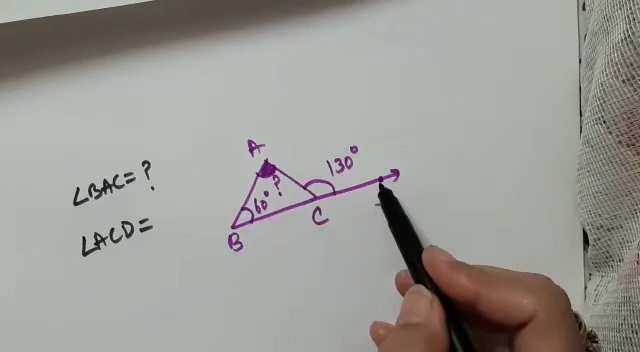 ∠BAC = ?
∠ACD =
A
130°
60°
?
B
C